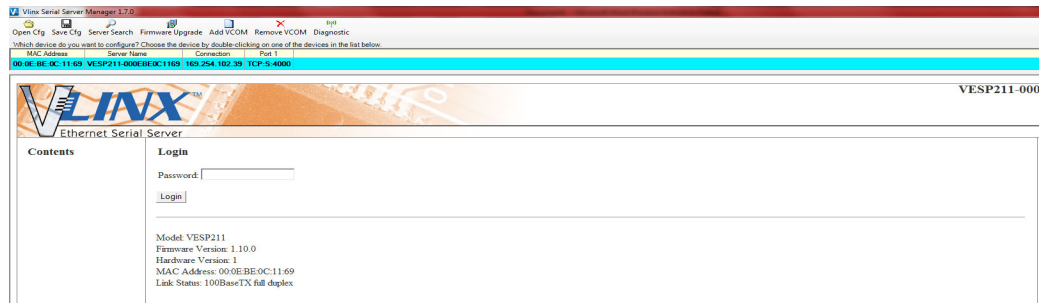 Vlinx Serial Server Manager 1.7.0
Open Cfg Save Cfg Server Search Firmware Upgrade Add VCOM Remove VCOM Diagnostic
Which device do you want to configure? Choose the device by double-clicking on one of the devices in the list below.
MAC Address Server Name Connection Port 1
00:0E:BE:0C:11:69 VESP211-000EBE0C1169 169.254.102.39 TCP:S:4000
VESP211-000
VLINX TM
Ethernet Serial Server
Contents
Login
Password:
Login
Model: VESP211
Firmware Version: 1.10.0
Hardware Version: 1
MAC Address: 00:0E:BE:0C:11:69
Link Status: 100BaseTX full duplex